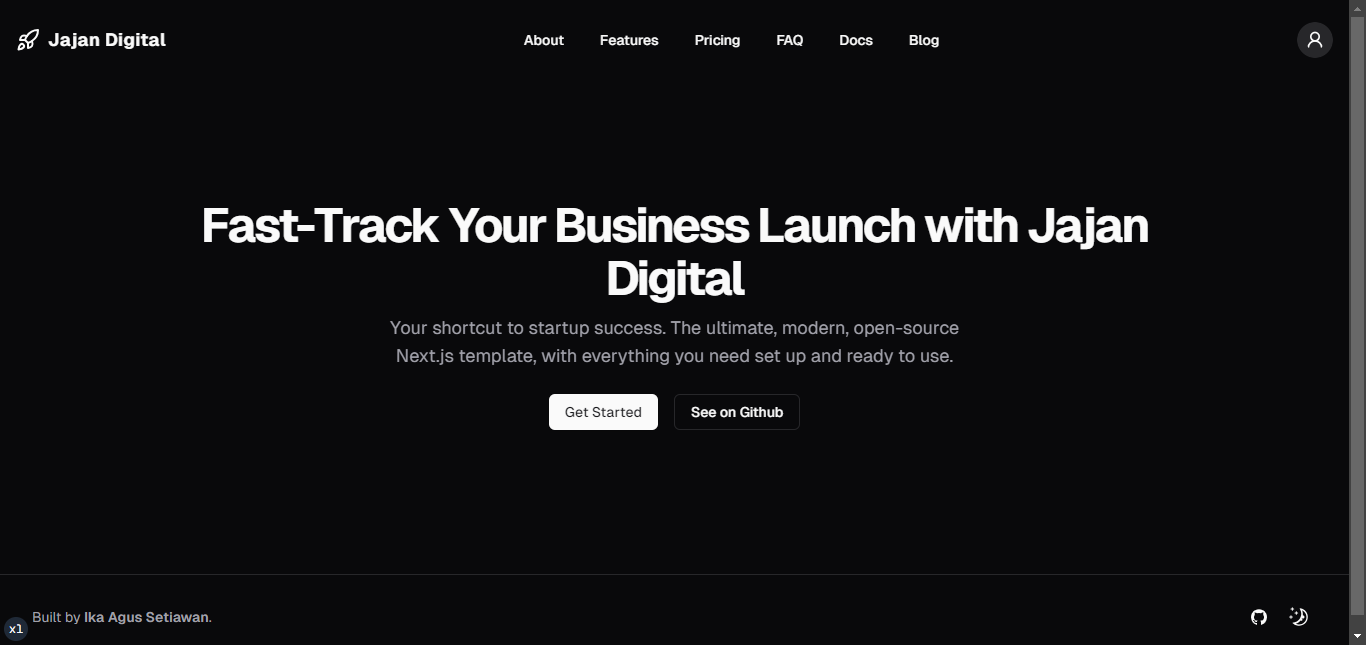 Jajan Digital
About Features Pricing FAQ Docs Blog
Fast-Track Your Business Launch with Jajan
Digital
Your shortcut to startup success. The ultimate, modern, open-source
Next.js template, with everything you need set up and ready to use.
Get Started See on Github
Built by Ika Agus Setiawan.
xl